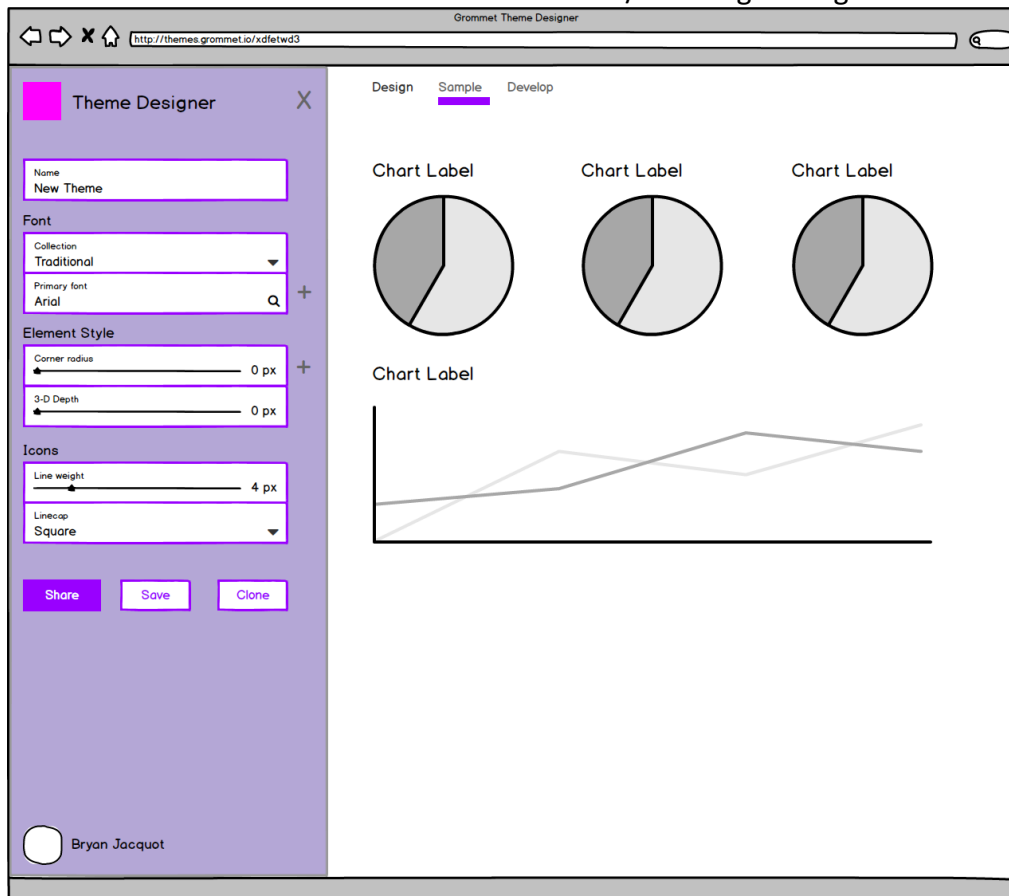 Grommet Theme Designer
http://themes.grommet.io/xdfetwd3
Theme Designer X
Name
New Theme
Font
Collection
Traditional
Primary font
Arial
+
Element Style
Corner radius
0 px
+
3-D Depth
0 px
Icons
Line weight
4 px
Linecap
Square
Share Save Clone
Bryan Jacquot
Design Sample Develop
Chart Label Chart Label Chart Label
Chart Label